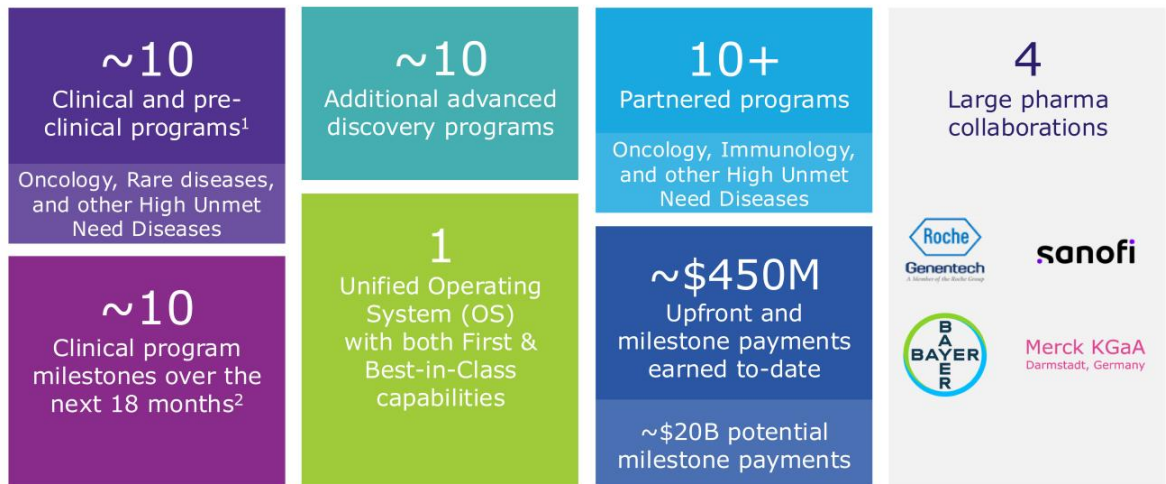 ~10
Clinical and pre-
clinical programs¹
Oncology, Rare diseases,
and other High Unmet
Need Diseases
~10
Clinical program
milestones over the
next 18 months²
~10
Additional advanced
discovery programs
1
Unified Operating
System (OS)
with both First &
Best-in-Class
capabilities
10+
Partnered programs
Oncology, Immunology,
and other High Unmet
Need Diseases
~$450M
Upfront and
milestone payments
earned to-date
~$20B potential
milestone payments
4
Large pharma
collaborations
Roche
Genentech
A Member of the Roche Group
sanofi
BAYER
BAYER
Merck KGaA
Darmstadt, Germany